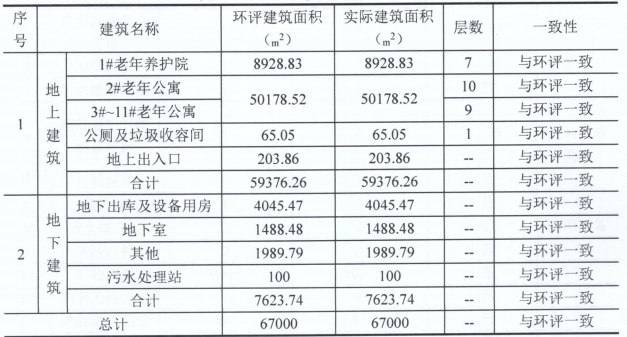 序号 建筑名称 环评建筑面积（m²） 实际建筑面积（m²） 层数 一致性
1 地上建筑 1#老年养护院 8928.83 8928.83 7 与环评一致
2#老年公寓 50178.52 50178.52 10 与环评一致
3#~11#老年公寓 9 与环评一致
公厕及垃圾收容间 65.05 65.05 1 与环评一致
地上出入口 203.86 203.86 -- 与环评一致
合计 59376.26 59376.26 -- 与环评一致
2 地下建筑 地下出库及设备用房 4045.47 4045.47 -- 与环评一致
地下室 1488.48 1488.48 -- 与环评一致
其他 1989.79 1989.79 -- 与环评一致
污水处理站 100 100 -- 与环评一致
合计 7623.74 7623.74 -- 与环评一致
总计 67000 67000 -- 与环评一致